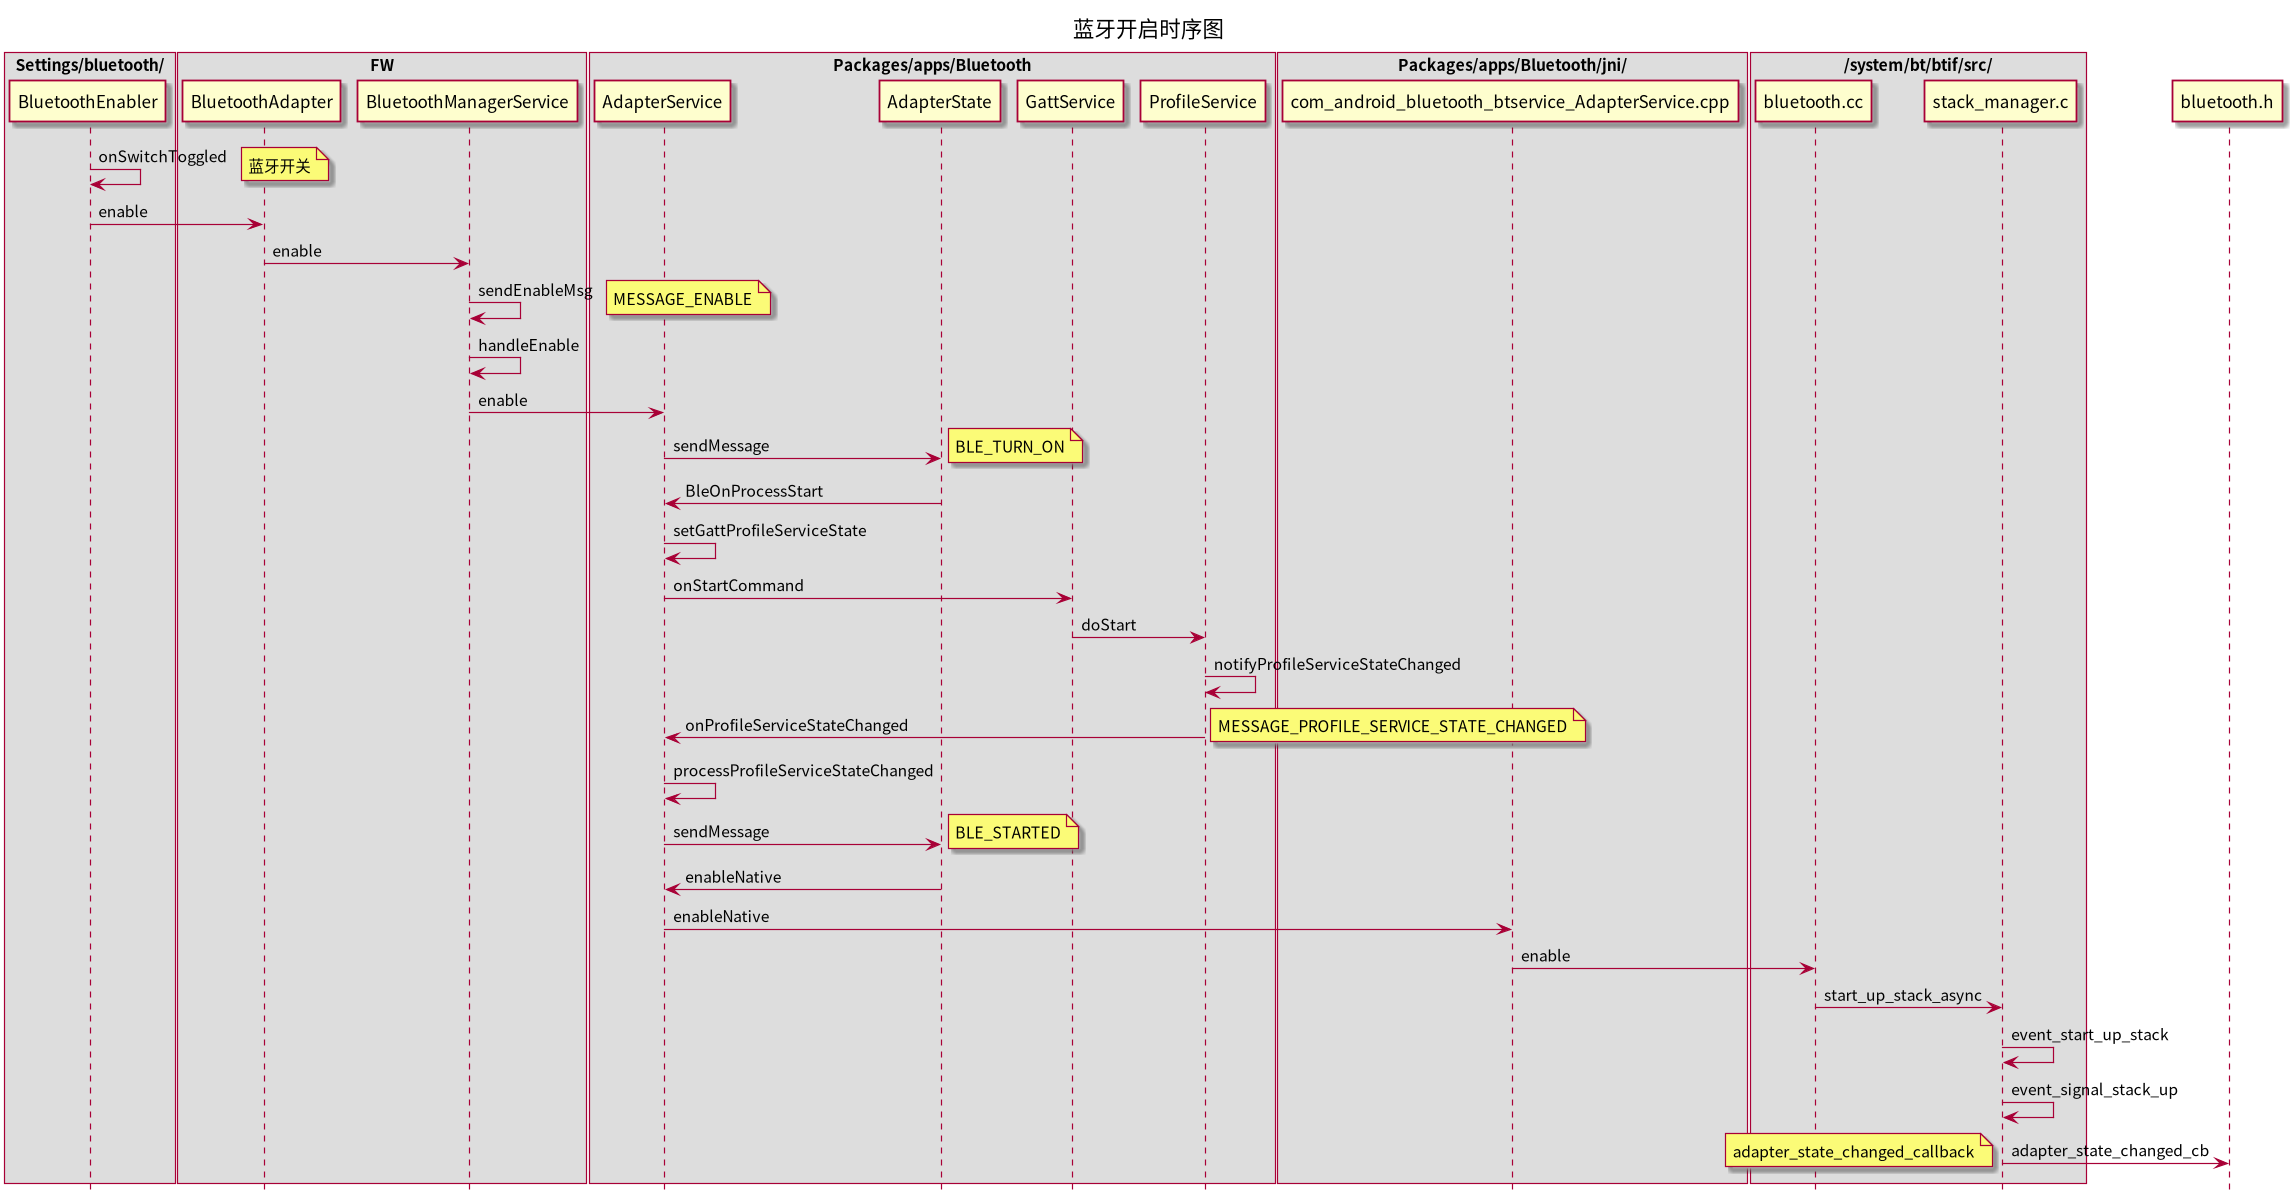 蓝牙开启时序图
Settings/bluetooth/
FW
Packages/apps/Bluetooth
Packages/apps/Bluetooth/jni/
/system/bt/btif/src/
BluetoothEnabler
BluetoothAdapter
BluetoothManagerService
AdapterService
AdapterState
GattService
ProfileService
com_android_bluetooth_btservice_AdapterService.cpp
bluetooth.cc
stack_manager.c
bluetooth.h
onSwitchToggled
蓝牙开关
enable
enable
sendEnableMsg
MESSAGE_ENABLE
handleEnable
enable
sendMessage
BLE_TURN_ON
BleOnProcessStart
setGattProfileServiceState
onStartCommand
doStart
notifyProfileServiceStateChanged
onProfileServiceStateChanged
MESSAGE_PROFILE_SERVICE_STATE_CHANGED
processProfileServiceStateChanged
sendMessage
BLE_STARTED
enableNative
enableNative
enable
start_up_stack_async
event_start_up_stack
event_signal_stack_up
adapter_state_changed_callback
adapter_state_changed_cb